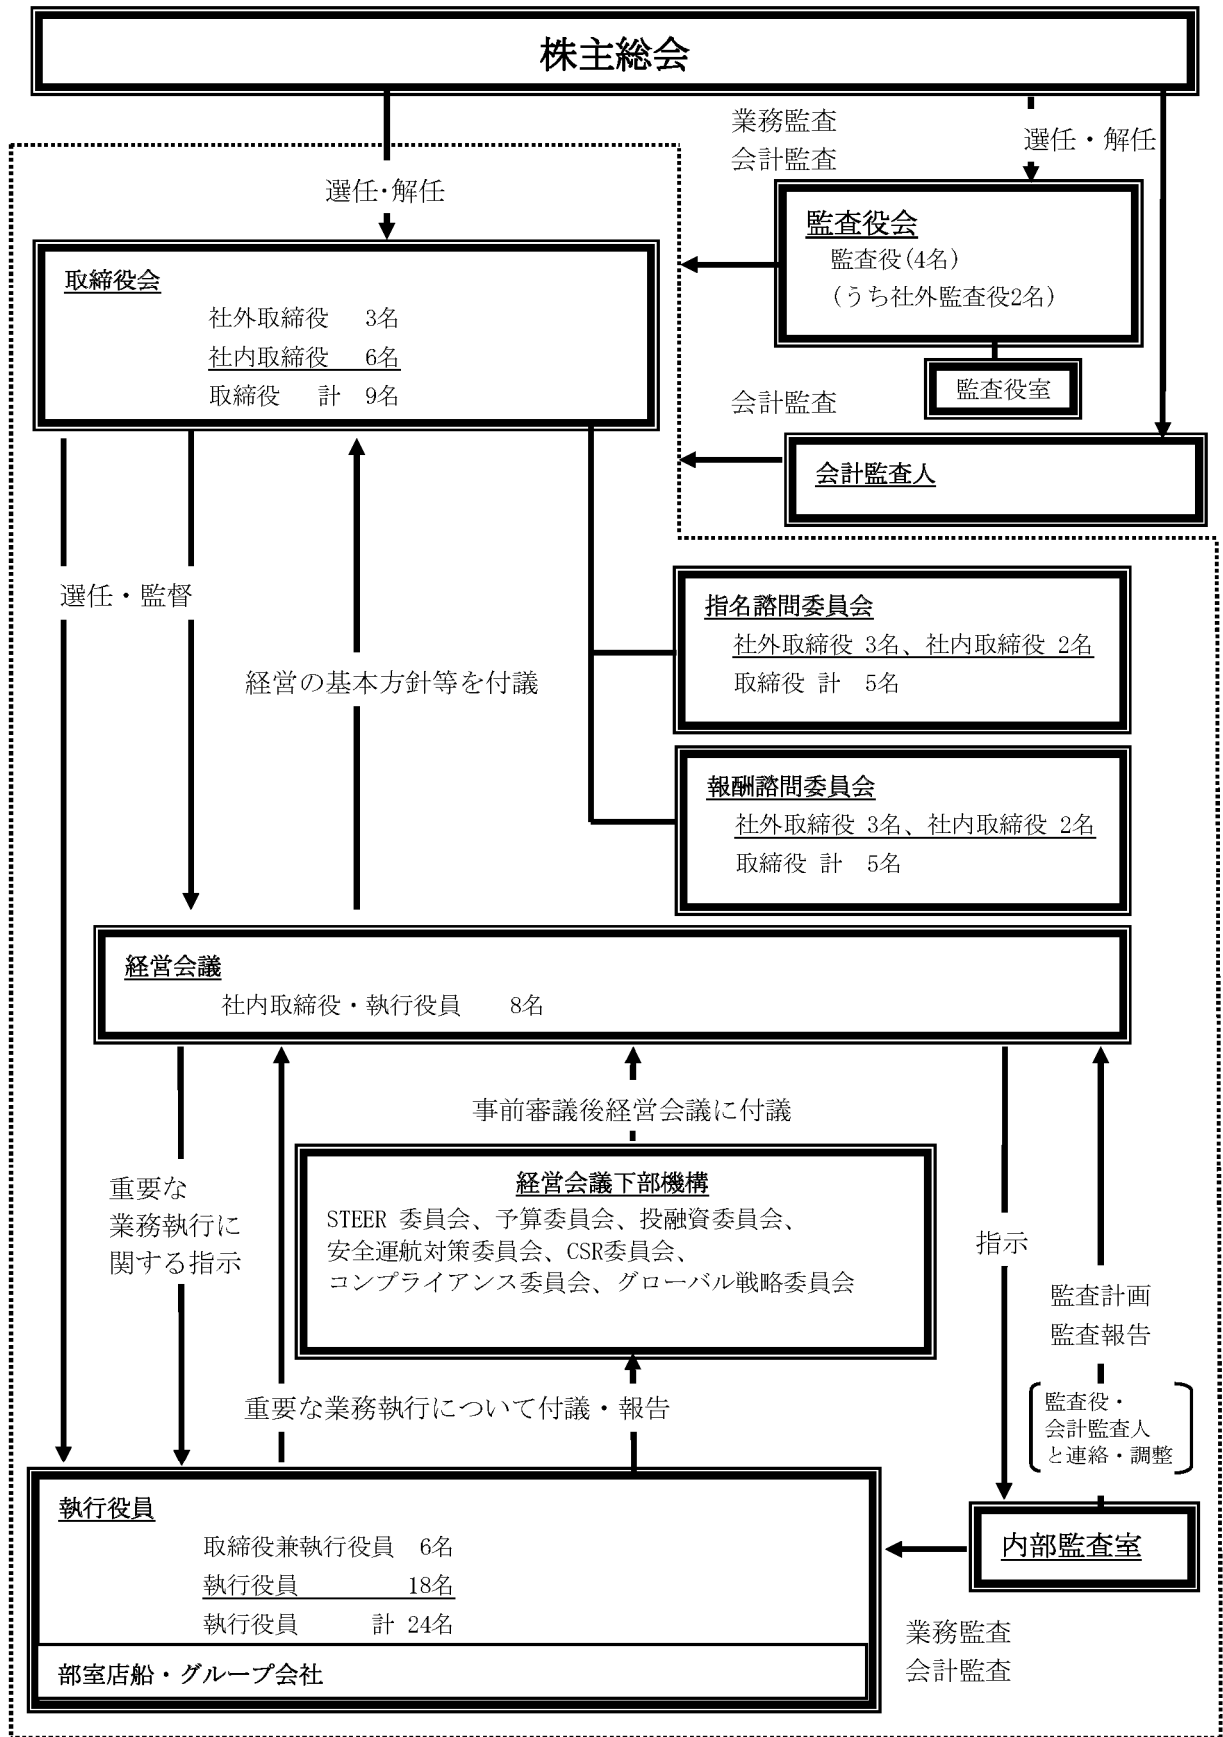 株主総会
業務監査
会計監査
選任・解任
選任･解任
監査役会
監査役(4名)
(うち社外監査役2名)
監査役室
取締役会
社外取締役 3名
社内取締役 6名
取締役 計 9名
会計監査
会計監査人
選任・監督
経営の基本方針等を付議
指名諮問委員会
社外取締役 3名、社内取締役 2名
取締役 計 5名
報酬諮問委員会
社外取締役 3名、社内取締役 2名
取締役 計 5名
経営会議
社内取締役・執行役員 8名
事前審議後経営会議に付議
経営会議下部機構
STEER 委員会、予算委員会、投融資委員会、
安全運航対策委員会、CSR委員会、
コンプライアンス委員会、グローバル戦略委員会
重要な
業務執行に
関する指示
指示
監査計画
監査報告
監査役・
会計監査人
と連絡・調整
重要な業務執行について付議・報告
執行役員
取締役兼執行役員 6名
執行役員 18名
執行役員 計 24名
部室店船・グループ会社
内部監査室
業務監査
会計監査